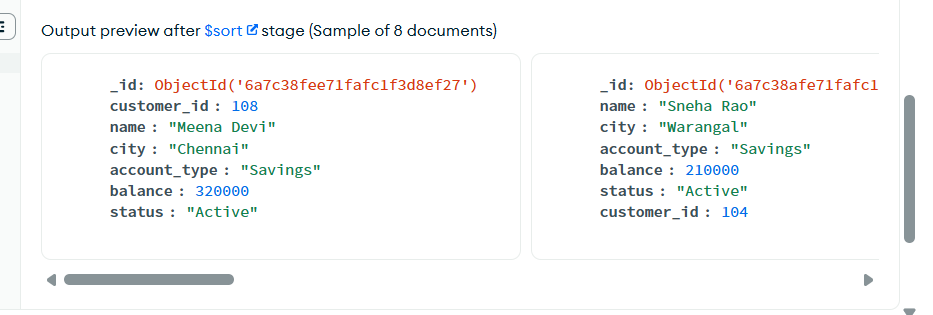 Output preview after $sort stage (Sample of 8 documents)
_id: ObjectId('6a7c38fee71fafc1f3d8ef27')
customer_id : 108
name : "Meena Devi"
city : "Chennai"
account_type : "Savings"
balance : 320000
status : "Active"
_id: ObjectId('6a7c38afe71fafc1
name : "Sneha Rao"
city : "Warangal"
account_type : "Savings"
balance : 210000
status : "Active"
customer_id : 104